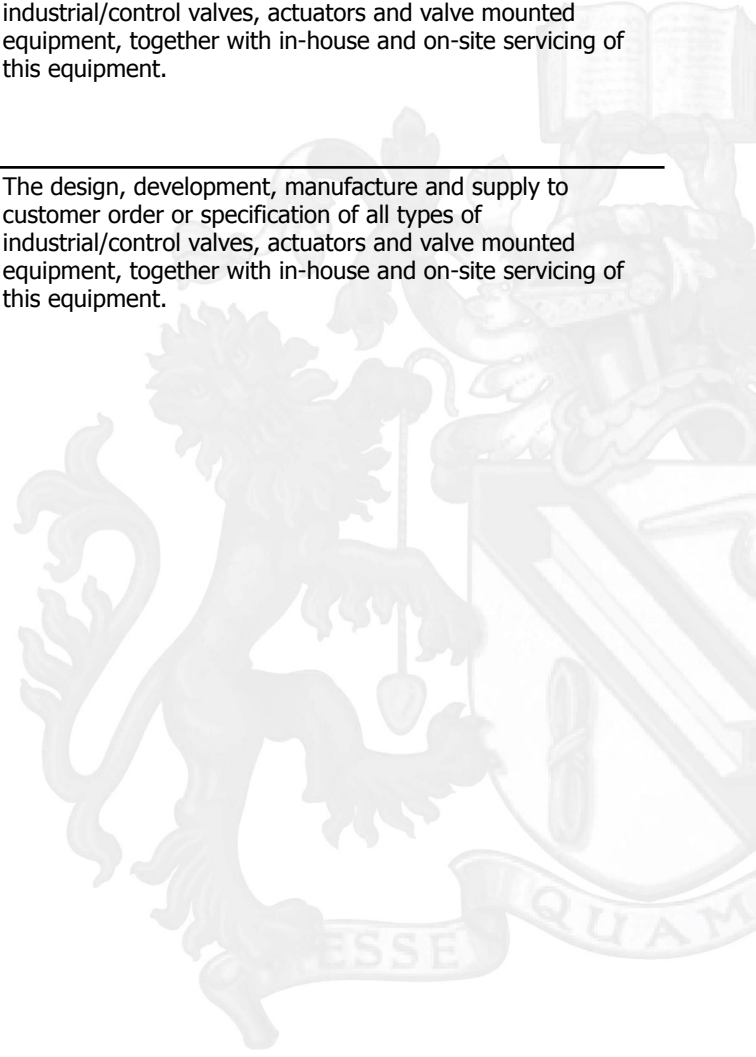 industrial/control valves, actuators and valve mounted
equipment, together with in-house and on-site servicing of
this equipment.
The design, development, manufacture and supply to
customer order or specification of all types of
industrial/control valves, actuators and valve mounted
equipment, together with in-house and on-site servicing of
this equipment.
ESSE QUAM